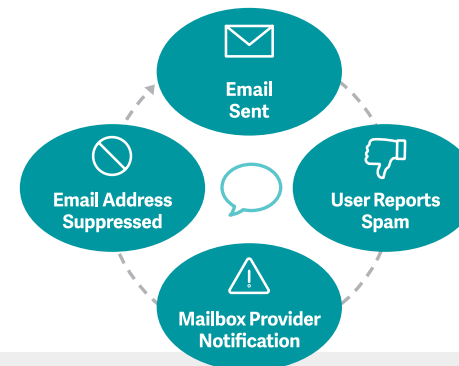 Email
Sent
User Reports
Spam
Mailbox Provider
Notification
Email Address
Suppressed